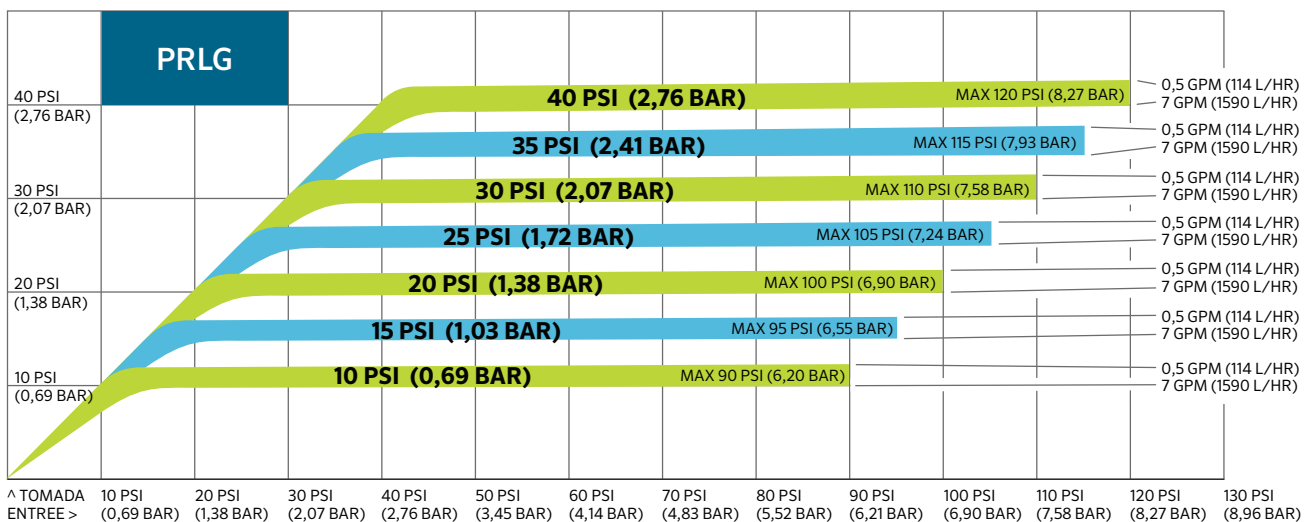 PRLG
40 PSI
(2,76 BAR)
30 PSI
(2,07 BAR)
20 PSI
(1,38 BAR)
10 PSI
(0,69 BAR)
40 PSI (2,76 BAR)
MAX 120 PSI (8,27 BAR)
0,5 GPM (114 L/HR)
7 GPM (1590 L/HR)
35 PSI (2,41 BAR)
MAX 115 PSI (7,93 BAR)
0,5 GPM (114 L/HR)
7 GPM (1590 L/HR)
30 PSI (2,07 BAR)
MAX 110 PSI (7,58 BAR)
0,5 GPM (114 L/HR)
7 GPM (1590 L/HR)
25 PSI (1,72 BAR)
MAX 105 PSI (7,24 BAR)
0,5 GPM (114 L/HR)
7 GPM (1590 L/HR)
20 PSI (1,38 BAR)
MAX 100 PSI (6,90 BAR)
0,5 GPM (114 L/HR)
7 GPM (1590 L/HR)
15 PSI (1,03 BAR)
MAX 95 PSI (6,55 BAR)
0,5 GPM (114 L/HR)
7 GPM (1590 L/HR)
10 PSI (0,69 BAR)
MAX 90 PSI (6,20 BAR)
0,5 GPM (114 L/HR)
7 GPM (1590 L/HR)
^ TOMADA
ENTREE >
10 PSI
(0,69 BAR)
20 PSI
(1,38 BAR)
30 PSI
(2,07 BAR)
40 PSI
(2,76 BAR)
50 PSI
(3,45 BAR)
60 PSI
(4,14 BAR)
70 PSI
(4,83 BAR)
80 PSI
(5,52 BAR)
90 PSI
(6,21 BAR)
100 PSI
(6,90 BAR)
110 PSI
(7,58 BAR)
120 PSI
(8,27 BAR)
130 PSI
(8,96 BAR)